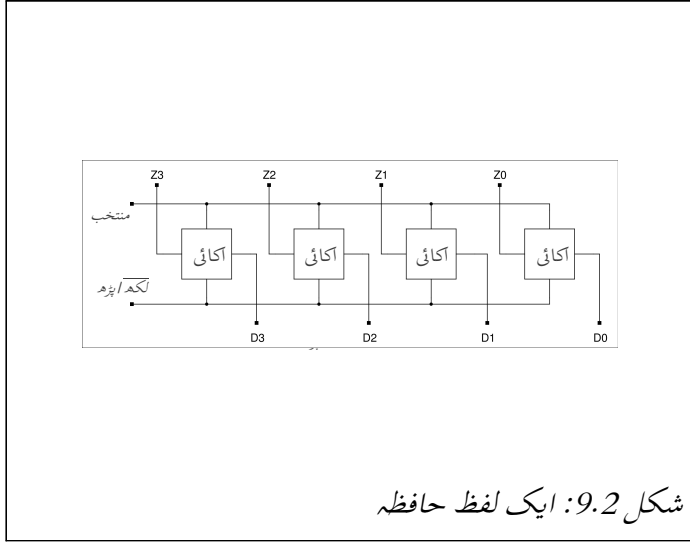 Z3 Z2 Z1 Z0
منتخب
اکائی اکائی اکائی اکائی
لکھ/پڑھ
D3 D2 D1 D0
شکل 9.2: ایک لفظ حافظہ